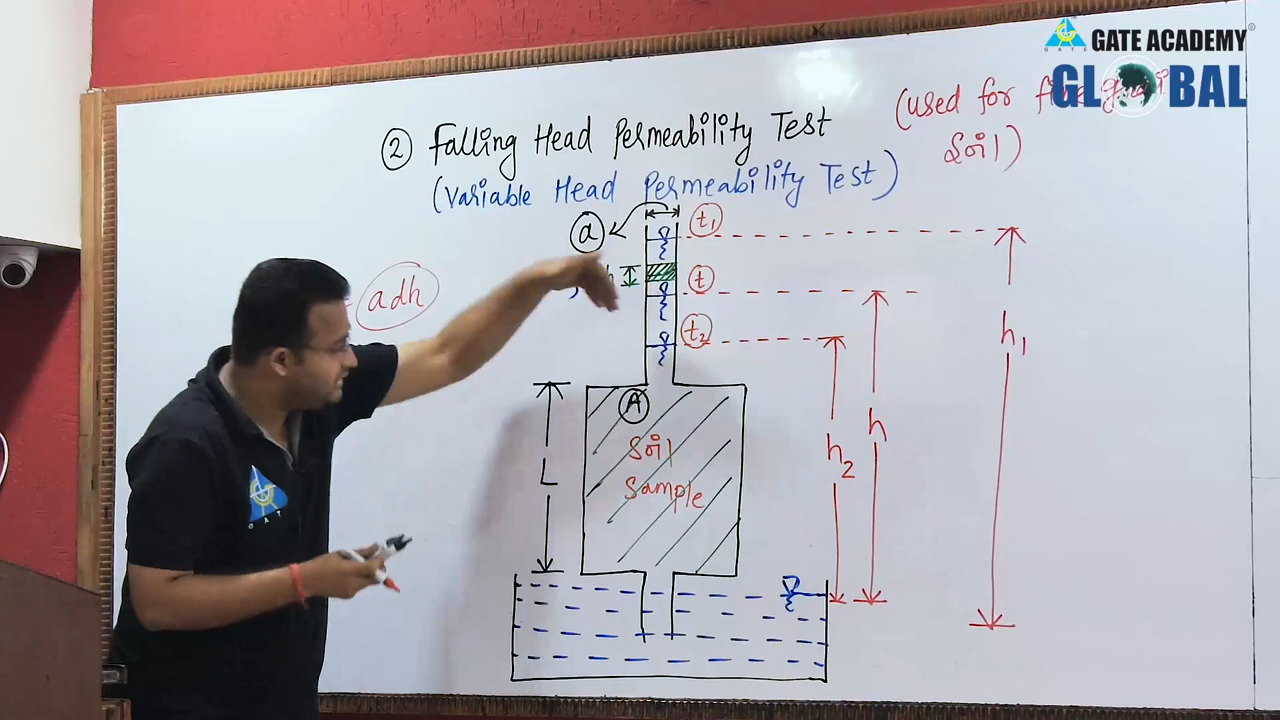 GATE ACADEMY
GLOBAL
(used for
Soil)
② Falling Head Permeability Test
(Variable Head Permeability Test)
a
t₁
= adh
t
t₂
h₁
A
L
Soil
Sample
h₂
h
GATE